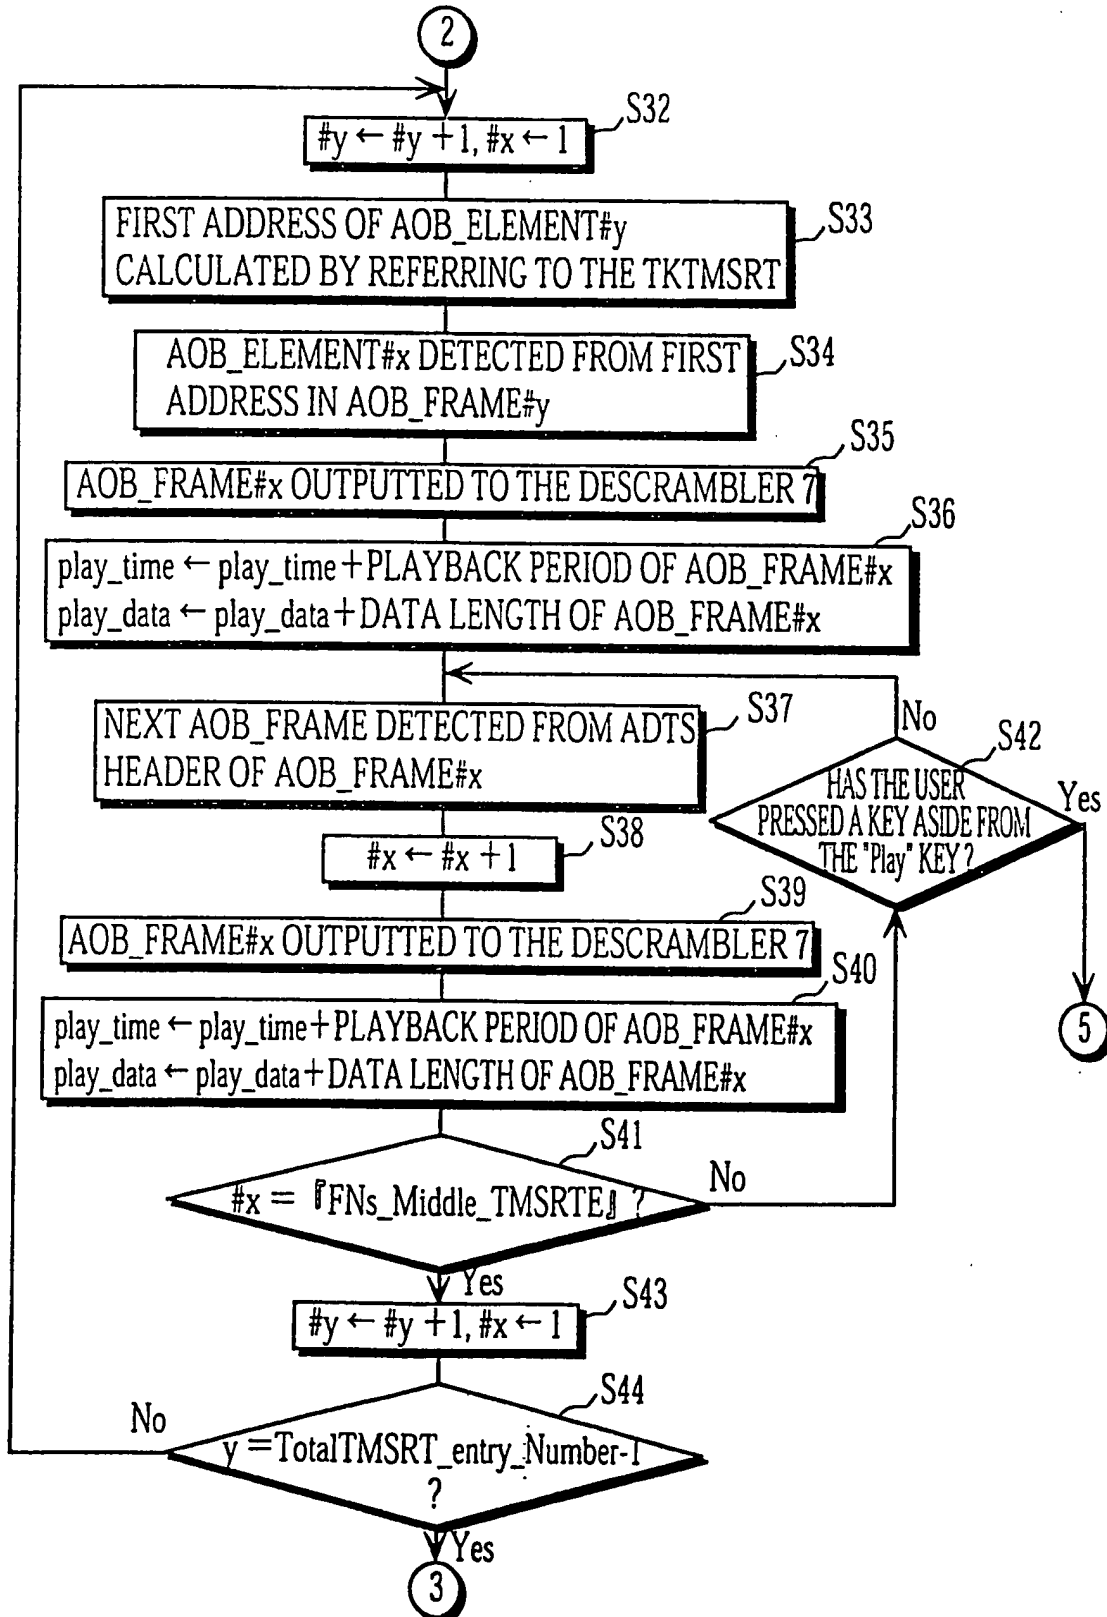 2
S32
#y ← #y +1, #x ← 1
S33
FIRST ADDRESS OF AOB_ELEMENT#y
CALCULATED BY REFERRING TO THE TKTMSRT
S34
AOB_ELEMENT#x DETECTED FROM FIRST
ADDRESS IN AOB_FRAME#y
S35
AOB_FRAME#x OUTPUTTED TO THE DESCRAMBLER 7
S36
play_time ← play_time+PLAYBACK PERIOD OF AOB_FRAME#x
play_data ← play_data+DATA LENGTH OF AOB_FRAME#x
S37
NEXT AOB_FRAME DETECTED FROM ADTS
HEADER OF AOB_FRAME#x
No
S42
HAS THE USER
PRESSED A KEY ASIDE FROM
THE "Play" KEY ?
Yes
S38
#x ← #x +1
S39
AOB_FRAME#x OUTPUTTED TO THE DESCRAMBLER 7
S40
play_time ← play_time+PLAYBACK PERIOD OF AOB_FRAME#x
play_data ← play_data+DATA LENGTH OF AOB_FRAME#x
5
S41
#x = 『FNs_Middle_TMSRTE』 ?
No
Yes
S43
#y ← #y +1, #x ← 1
S44
No
y =TotalTMSRT_entry_Number-1
?
Yes
3